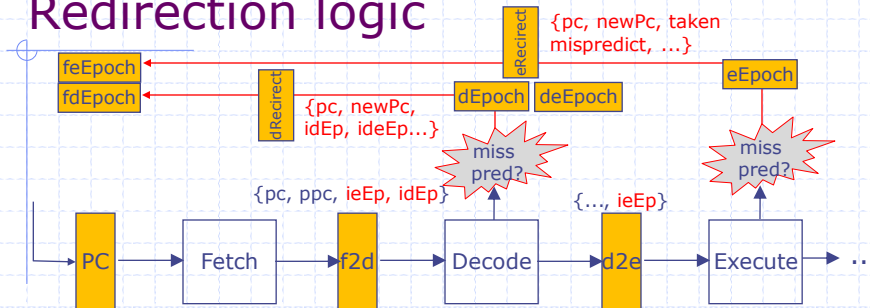 Redirection logic
{pc, newPc, taken
mispredict, ...}
eRecirect
feEpoch
fdEpoch
dRecirect
{pc, newPc,
idEp, ideEp...}
dEpoch
deEpoch
eEpoch
miss
pred?
miss
pred?
{pc, ppc, ieEp, idEp}
{..., ieEp}
PC
Fetch
f2d
Decode
d2e
Execute
..